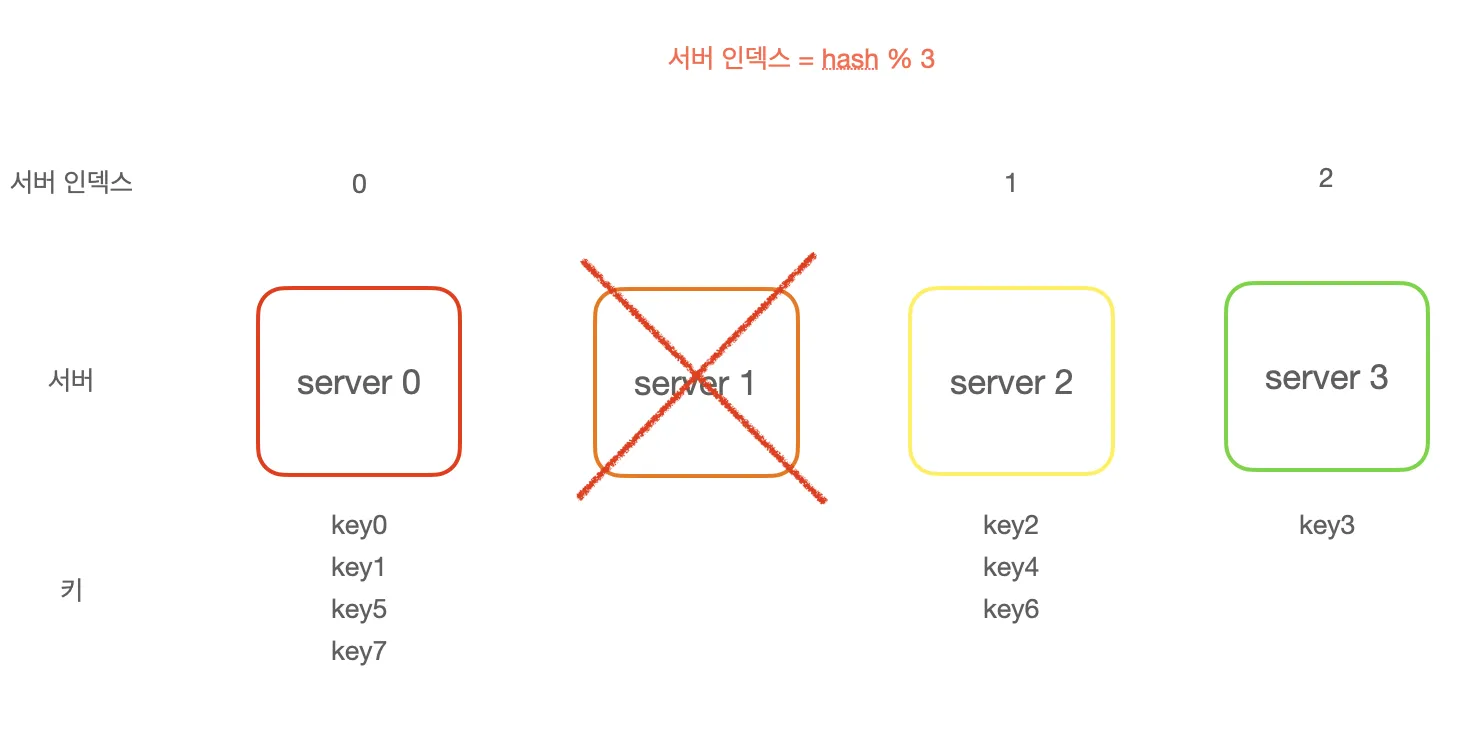 서버 인덱스 = hash % 3
서버 인덱스 0 1 2
서버 server 0 server 1 server 2 server 3
key0 key2 key3
key1 key4
키
key5 key6
key7